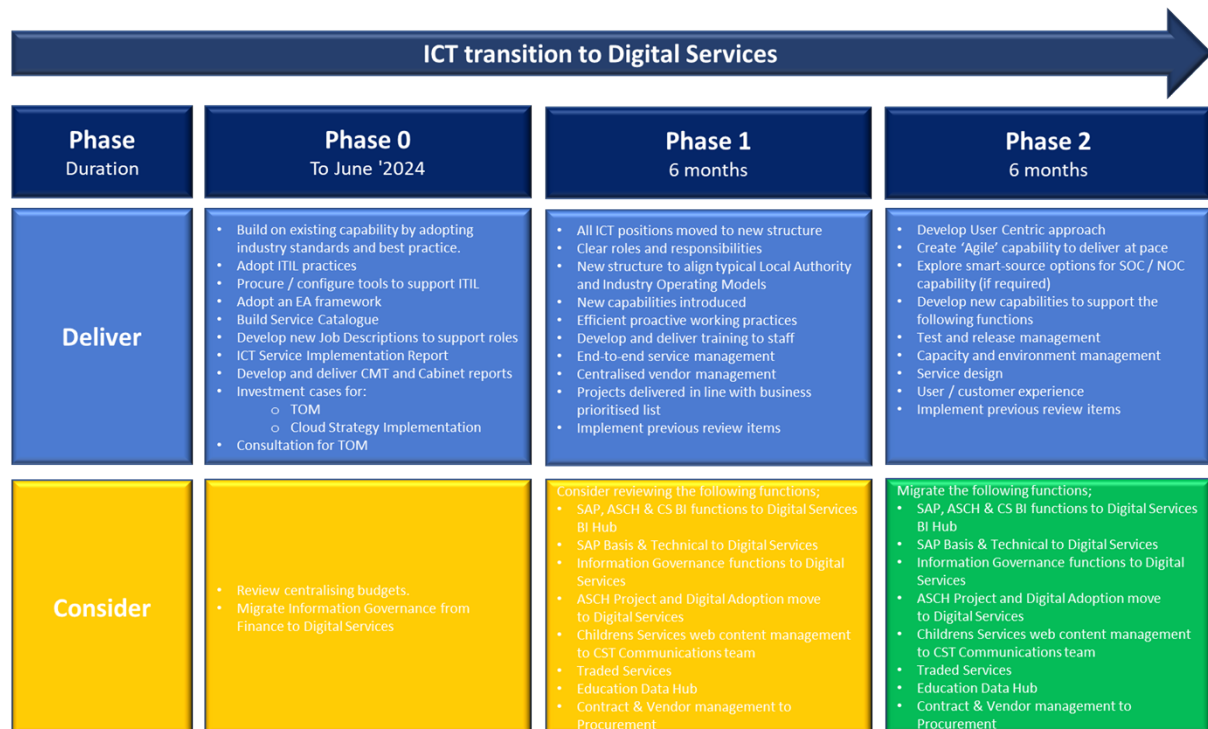 ICT transition to Digital Services
Phase
Duration
Phase 0
To June '2024
Phase 1
6 months
Phase 2
6 months
Deliver
• Build on existing capability by adopting
industry standards and best practice.
• Adopt ITIL practices
• Procure / configure tools to support ITIL
• Adopt an EA framework
• Build Service Catalogue
• Develop new Job Descriptions to support roles
• ICT Service Implementation Report
• Develop and deliver CMT and Cabinet reports
• Investment cases for:
o TOM
o Cloud Strategy Implementation
• Consultation for TOM
• All ICT positions moved to new structure
• Clear roles and responsibilities
• New structure to align typical Local Authority
and Industry Operating Models
• New capabilities introduced
• Efficient proactive working practices
• Develop and deliver training to staff
• End-to-end service management
• Centralised vendor management
• Projects delivered in line with business
prioritised list
• Implement previous review items
• Develop User Centric approach
• Create ‘Agile’ capability to deliver at pace
• Explore smart-source options for SOC / NOC
capability (if required)
• Develop new capabilities to support the
following functions
• Test and release management
• Capacity and environment management
• Service design
• User / customer experience
• Implement previous review items
Consider
• Review centralising budgets.
• Migrate Information Governance from
Finance to Digital Services
Consider reviewing the following functions;
• SAP, ASCH & CS BI functions to Digital Services
BI Hub
• SAP Basis & Technical to Digital Services
• Information Governance functions to Digital
Services
• ASCH Project and Digital Adoption move
to Digital Services
• Childrens Services web content management
to CST Communications team
• Traded Services
• Education Data Hub
• Contract & Vendor management to
Procurement
Migrate the following functions;
• SAP, ASCH & CS BI functions to Digital Services
BI Hub
• SAP Basis & Technical to Digital Services
• Information Governance functions to Digital
Services
• ASCH Project and Digital Adoption move
to Digital Services
• Childrens Services web content management
to CST Communications team
• Traded Services
• Education Data Hub
• Contract & Vendor management to
Procurement